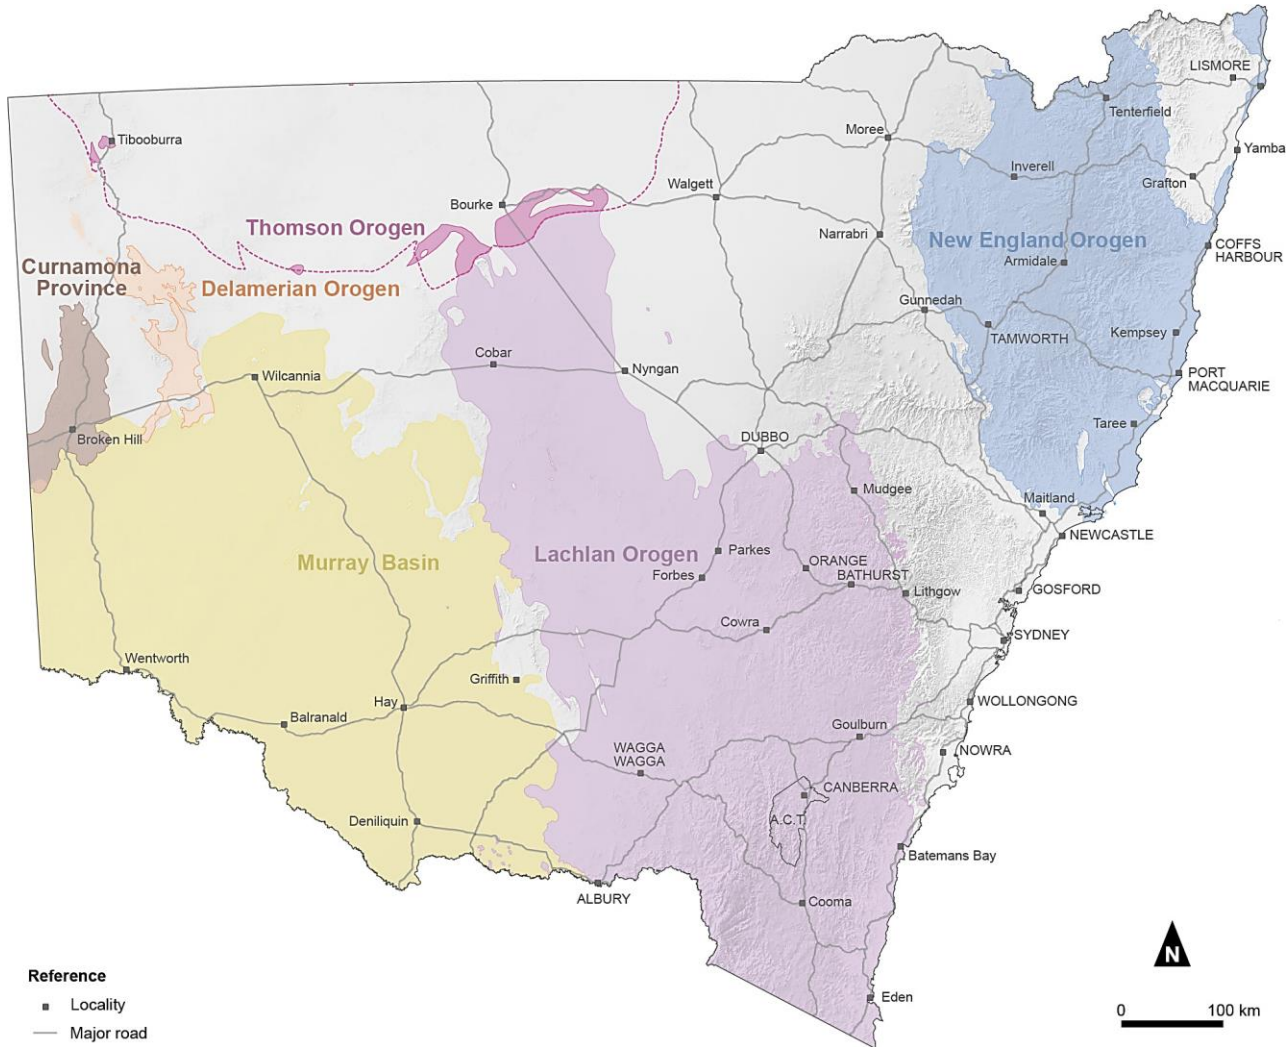 LISMORE
Tenterfield
Tibooburra
Moree
Yamba
Inverell
Grafton
Walgett
Bourke
Thomson Orogen
Narrabri
New England Orogen
COFFS
HARBOUR
Armidale
Curnamona
Province
Delamerian Orogen
Gunnedah
TAMWORTH
Kempsey
Cobar
Nyngan
Wilcannia
PORT
MACQUARIE
Taree
Broken Hill
DUBBO
Mudgee
Maitland
NEWCASTLE
Murray Basin
Lachlan Orogen
Parkes
ORANGE
Forbes
BATHURST
Lithgow
GOSFORD
Cowra
SYDNEY
Wentworth
Griffith
Hay
WOLLONGONG
Balranald
Goulburn
WAGGA
WAGGA
NOWRA
CANBERRA
A.C.T.
Deniliquin
Batemans Bay
ALBURY
Cooma
Eden
N
Reference
Locality
Major road
0 100 km